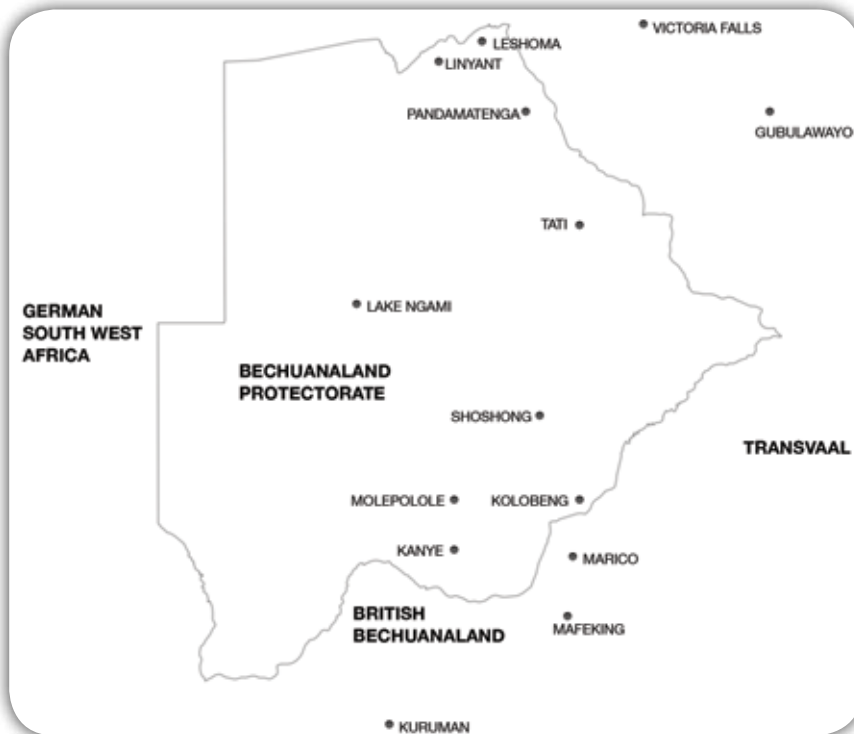 VICTORIA FALLS
LESHOMA
LINYANT
PANDAMATENGA
GUBULAWAYO
TATI
GERMAN
SOUTH WEST
AFRICA
LAKE NGAMI
BECHUANALAND
PROTECTORATE
SHOSHONG
TRANSVAAL
MOLEPOLOLE
KOLOBENG
KANYE
MARICO
BRITISH
BECHUANALAND
MAFEKING
KURUMAN